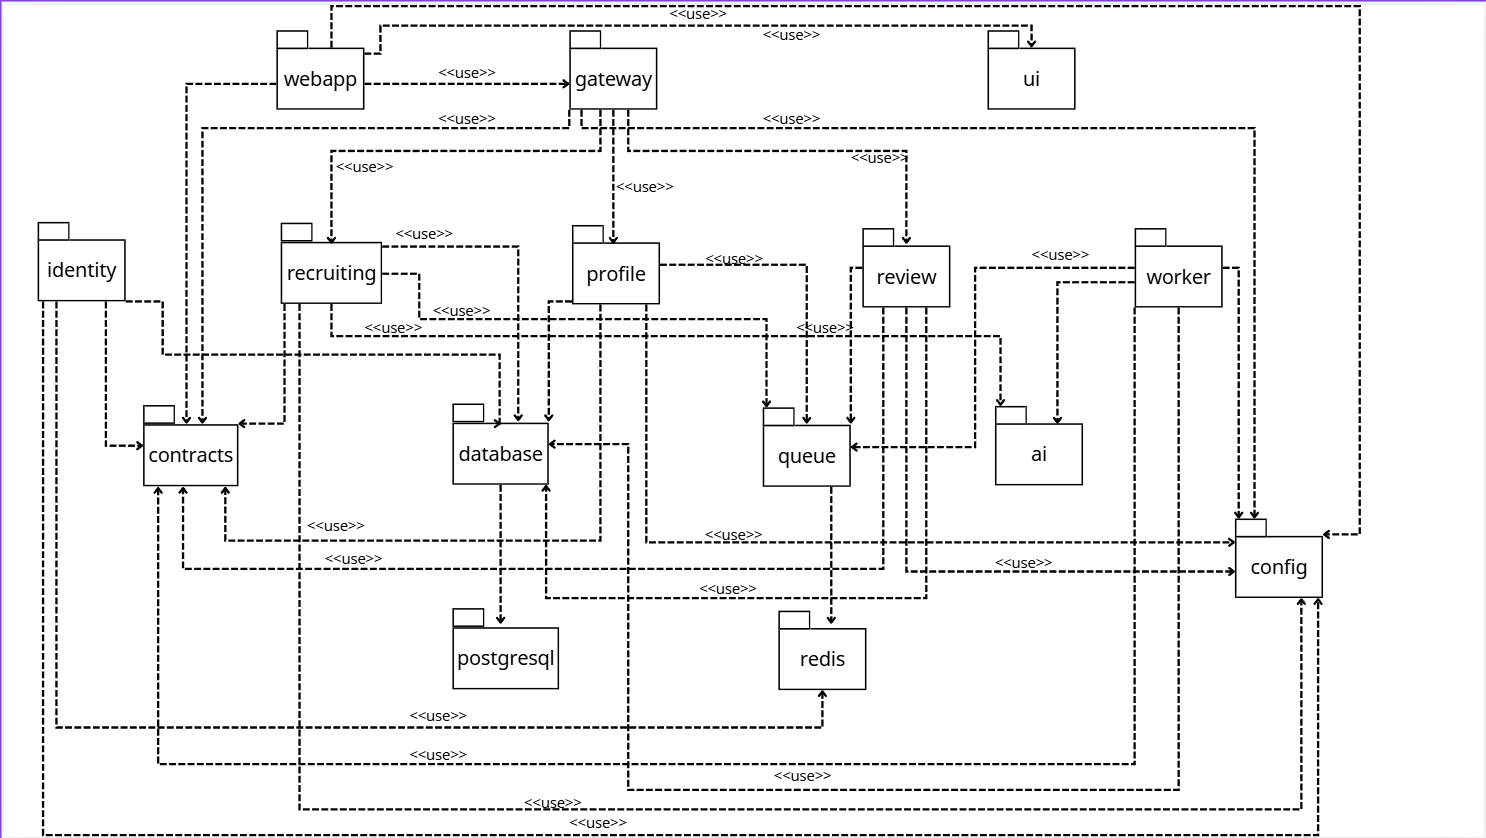 <<use>>
<<use>>
webapp
<<use>>
gateway
ui
<<use>>
<<use>>
<<use>>
<<use>>
<<use>>
identity
recruiting
<<use>>
profile
<<use>>
review
<<use>>
worker
<<use>>
<<use>>
<<use>>
contracts
database
queue
ai
<<use>>
<<use>>
<<use>>
<<use>>
config
<<use>>
postgresql
redis
<<use>>
<<use>>
<<use>>
<<use>>
<<use>>